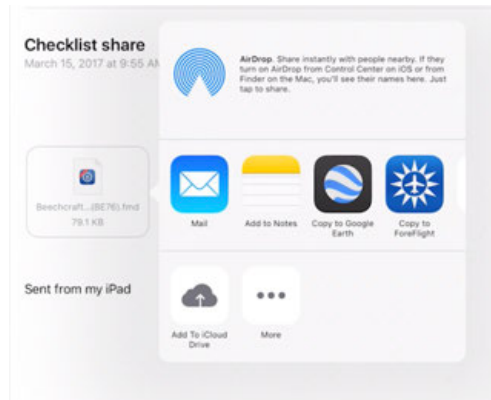 Checklist share
March 15, 2017 at 9:55 AM
AirDrop. Share instantly with people nearby. If they
turn on AirDrop from Control Center on iOS or from
Finder on the Mac, you'll see their names here. Just
tap to share.
Beechcraft...(BE76).fmd
79.1 KB
Mail
Add to Notes
Copy to Google
Earth
Copy to
ForeFlight
Sent from my iPad
Add To iCloud
Drive
More